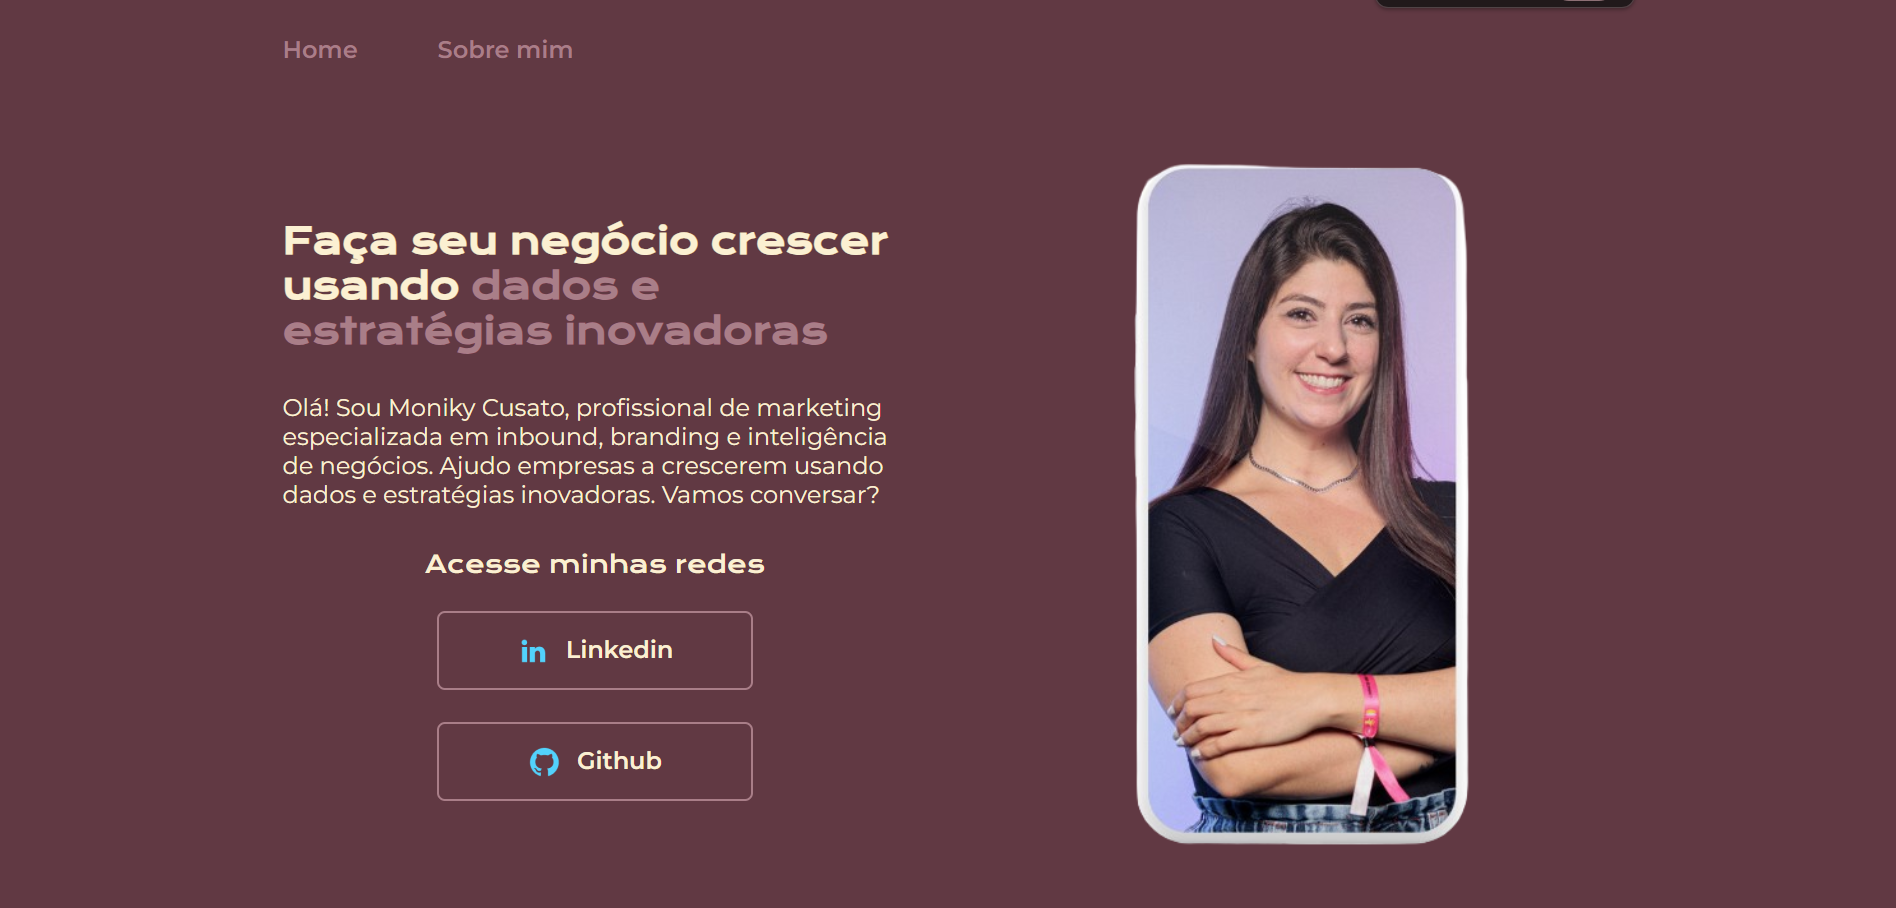 Home
Sobre mim
Faça seu negócio crescer
usando dados e
estratégias inovadoras
Olá! Sou Moniky Cusato, profissional de marketing
especializada em inbound, branding e inteligência
de negócios. Ajudo empresas a crescerem usando
dados e estratégias inovadoras. Vamos conversar?
Acesse minhas redes
in Linkedin
Github